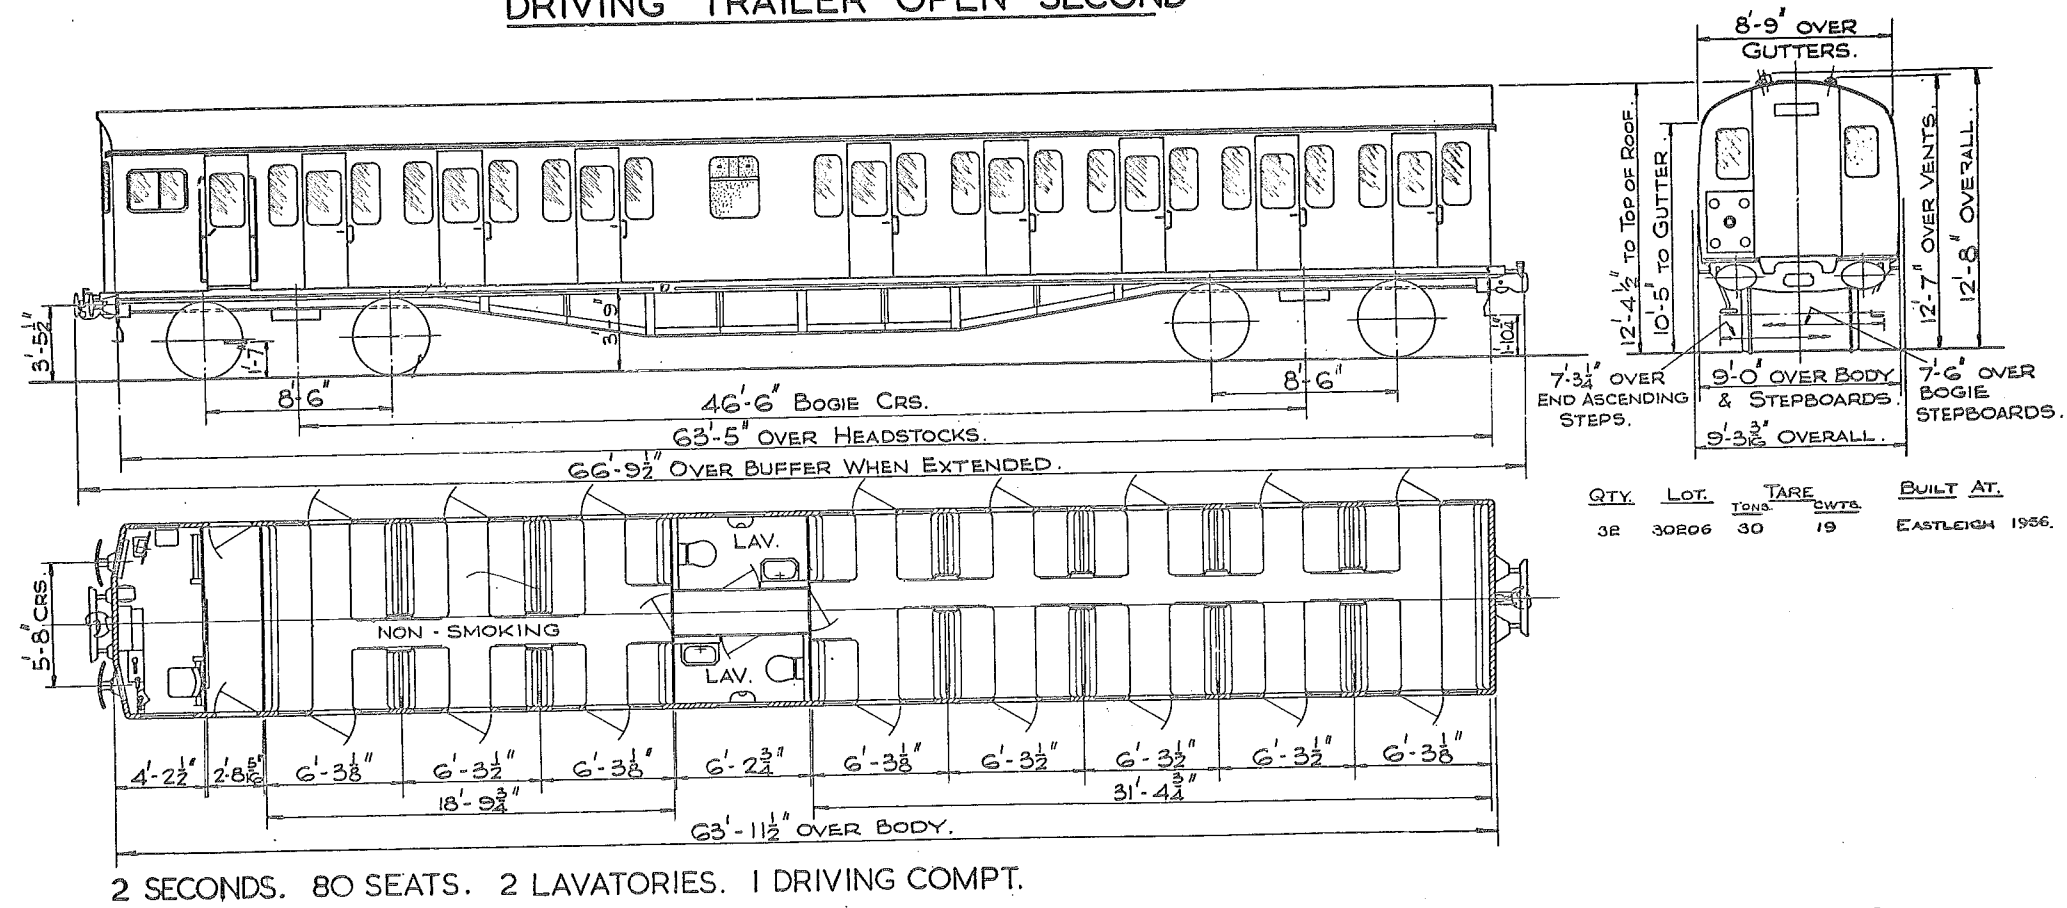 DRIVING TRAILER OPEN SECOND
8'-9" OVER
GUTTERS.
12'-4½" TO TOP OF ROOF.
10'-5" TO GUTTER.
12'-7" OVER VENTS.
12'-8" OVERALL.
3'-5½"
1'-7"
3'-9"
1'-10¼"
8'-6"
8'-6"
46'-6" BOGIE CRS.
63'-5" OVER HEADSTOCKS.
66'-9½" OVER BUFFER WHEN EXTENDED.
7'-3¼" OVER
END ASCENDING
STEPS.
9'-0" OVER BODY
& STEPBOARDS.
9'-3 3/16" OVERALL.
7'-6" OVER
BOGIE
STEPBOARDS.
QTY. LOT. TARE BUILT AT.
TONS. CWTS.
32 30206 30 19 EASTLEIGH 1956.
5'-8" CRS.
LAV.
NON - SMOKING
LAV.
4'-2½" 2'-8 5/16" 6'-3⅛" 6'-3½" 6'-3⅛" 6'-2¾" 6'-3⅛" 6'-3½" 6'-3½" 6'-3½" 6'-3⅛"
18'-9¾" 31'-4¾"
63'-11½" OVER BODY.
2 SECONDS. 80 SEATS. 2 LAVATORIES. 1 DRIVING COMPT.